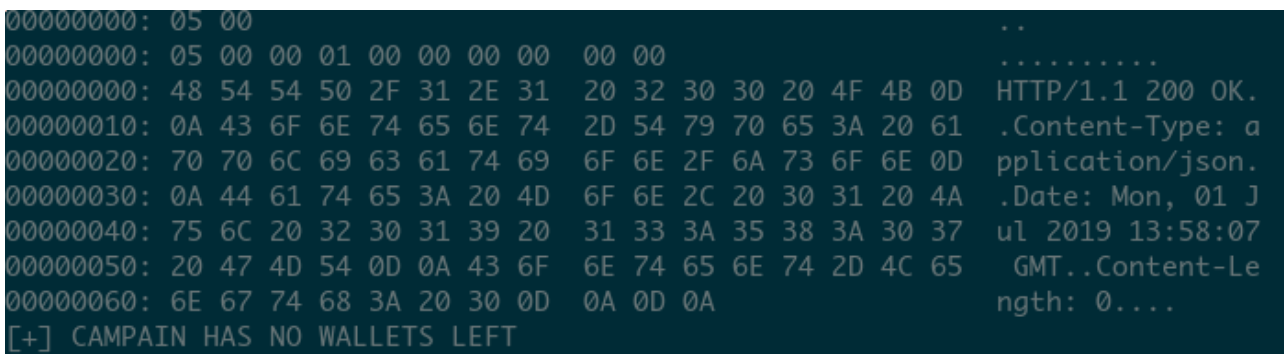 00000000: 05 00 ..
00000000: 05 00 00 01 00 00 00 00 00 00 ..........
00000000: 48 54 54 50 2F 31 2E 31 20 32 30 30 20 4F 4B 0D HTTP/1.1 200 OK.
00000010: 0A 43 6F 6E 74 65 6E 74 2D 54 79 70 65 3A 20 61 .Content-Type: a
00000020: 70 70 6C 69 63 61 74 69 6F 6E 2F 6A 73 6F 6E 0D pplication/json.
00000030: 0A 44 61 74 65 3A 20 4D 6F 6E 2C 20 30 31 20 4A .Date: Mon, 01 J
00000040: 75 6C 20 32 30 31 39 20 31 33 3A 35 38 3A 30 37 ul 2019 13:58:07
00000050: 20 47 4D 54 0D 0A 43 6F 6E 74 65 6E 74 2D 4C 65 GMT..Content-Le
00000060: 6E 67 74 68 3A 20 30 0D 0A 0D 0A ngth: 0....
[+] CAMPAIN HAS NO WALLETS LEFT